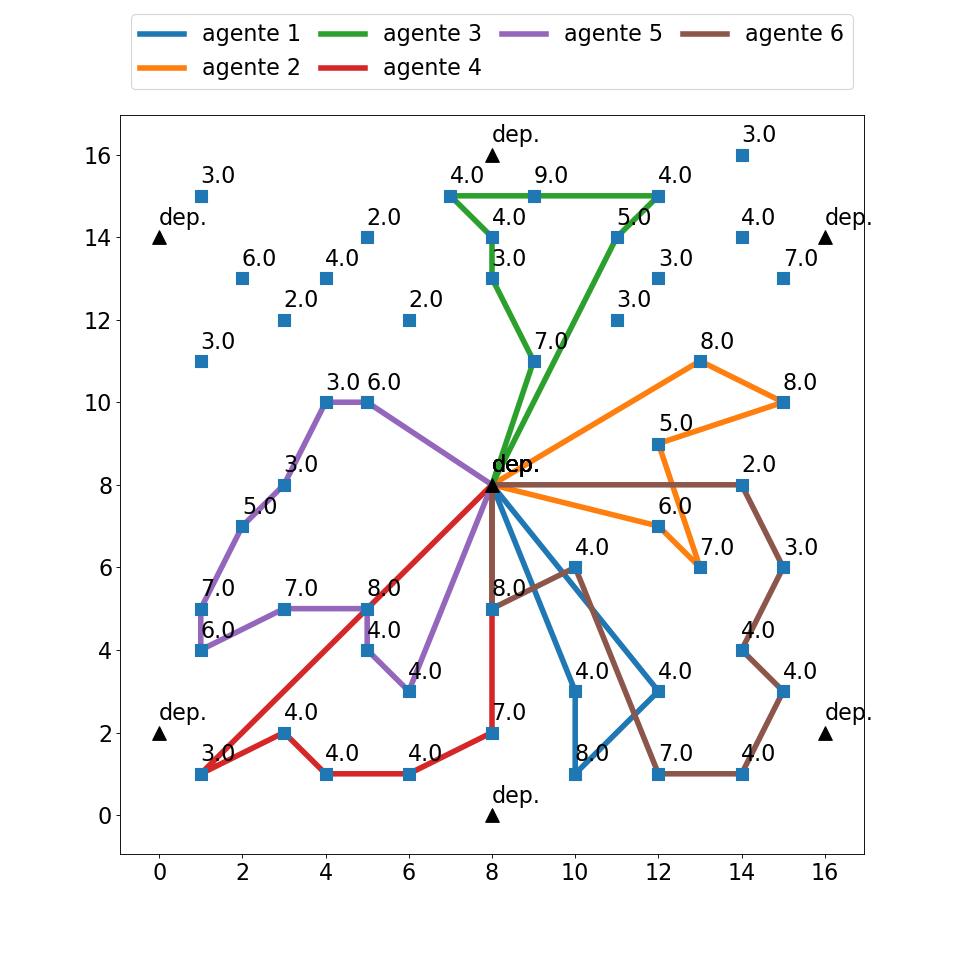 agente 1 agente 3 agente 5 agente 6
agente 2 agente 4
dep. 3.0
16
3.0 4.0 9.0 4.0
dep. 2.0 4.0 5.0 4.0 dep.
14
6.0 4.0 3.0 3.0 7.0
2.0 2.0 3.0
12
3.0 7.0 8.0
3.0 6.0 8.0
10
5.0
3.0 dep. 2.0
8
5.0 6.0
4.0 7.0 3.0
6
7.0 7.0 8.0 8.0
6.0 4.0 4.0
4
4.0 4.0 4.0 4.0
dep. 4.0 7.0 dep.
2
3.0 4.0 4.0 8.0 7.0 4.0
dep.
0
0 2 4 6 8 10 12 14 16